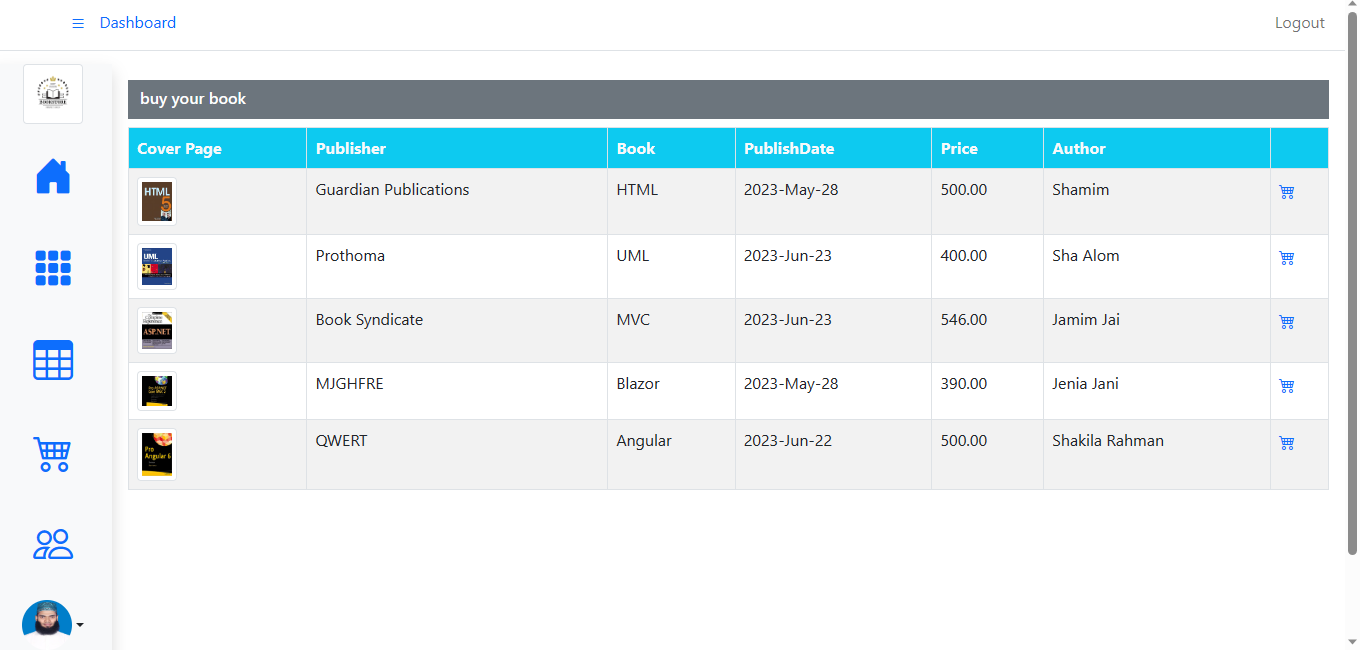 Dashboard Logout
BOOKSTORE
buy your book
Cover Page Publisher Book PublishDate Price Author
HTML 5 Guardian Publications HTML 2023-May-28 500.00 Shamim
UML Prothoma UML 2023-Jun-23 400.00 Sha Alom
ASP.NET Book Syndicate MVC 2023-Jun-23 546.00 Jamim Jai
MJGHFRE Blazor 2023-May-28 390.00 Jenia Jani
Pro Angular 6 QWERT Angular 2023-Jun-22 500.00 Shakila Rahman